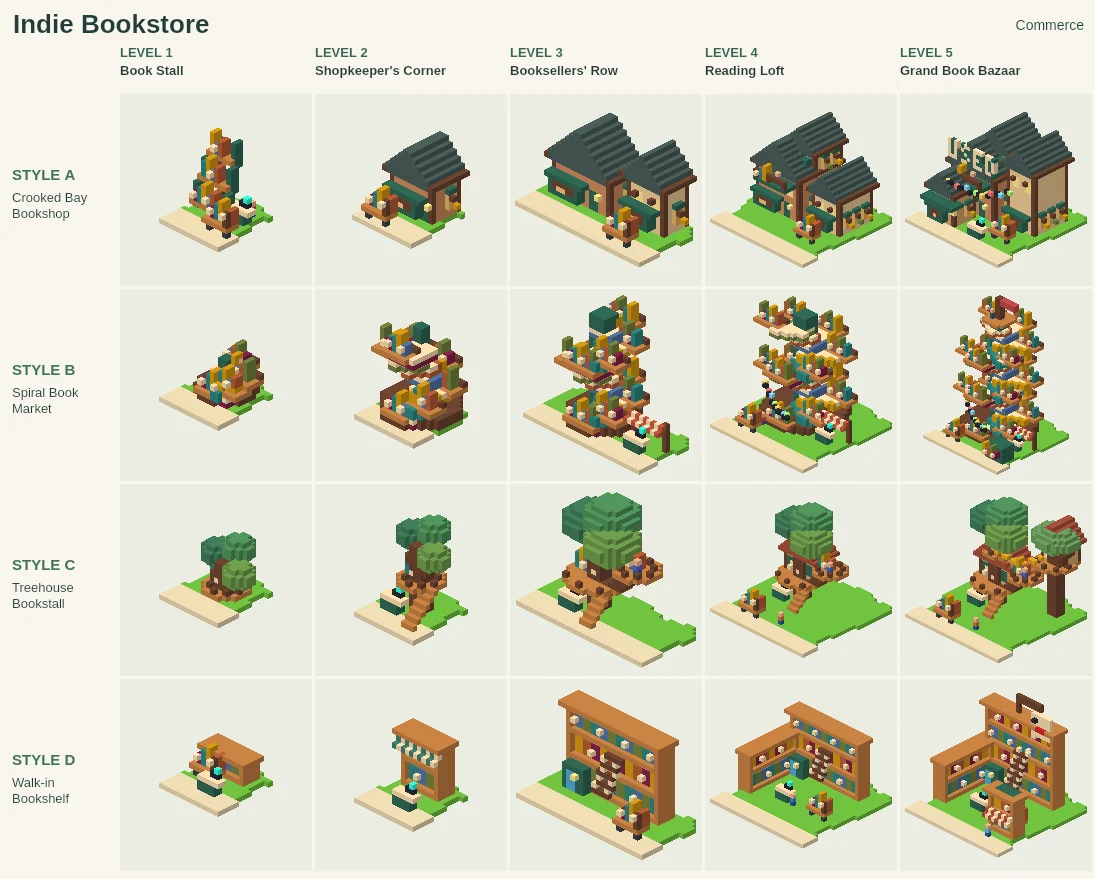 Indie Bookstore
Commerce
LEVEL 1
Book Stall
LEVEL 2
Shopkeeper's Corner
LEVEL 3
Booksellers' Row
LEVEL 4
Reading Loft
LEVEL 5
Grand Book Bazaar
STYLE A
Crooked Bay
Bookshop
USED
STYLE B
Spiral Book
Market
STYLE C
Treehouse
Bookstall
STYLE D
Walk-in
Bookshelf